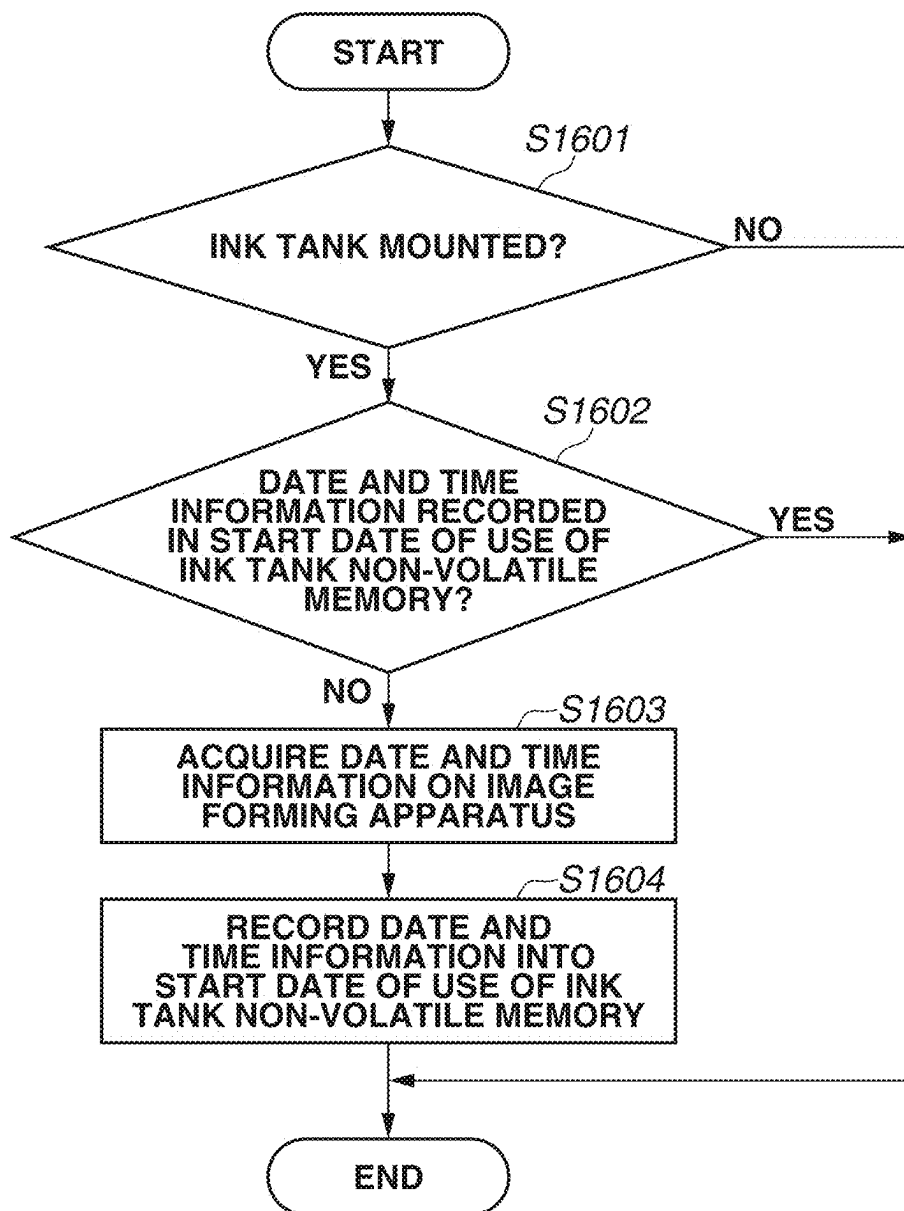 START
S1601
INK TANK MOUNTED?
NO
YES
S1602
DATE AND TIME
INFORMATION RECORDED
IN START DATE OF USE OF
INK TANK NON-VOLATILE
MEMORY?
YES
NO
S1603
ACQUIRE DATE AND TIME
INFORMATION ON IMAGE
FORMING APPARATUS
S1604
RECORD DATE AND
TIME INFORMATION INTO
START DATE OF USE OF INK
TANK NON-VOLATILE MEMORY
END